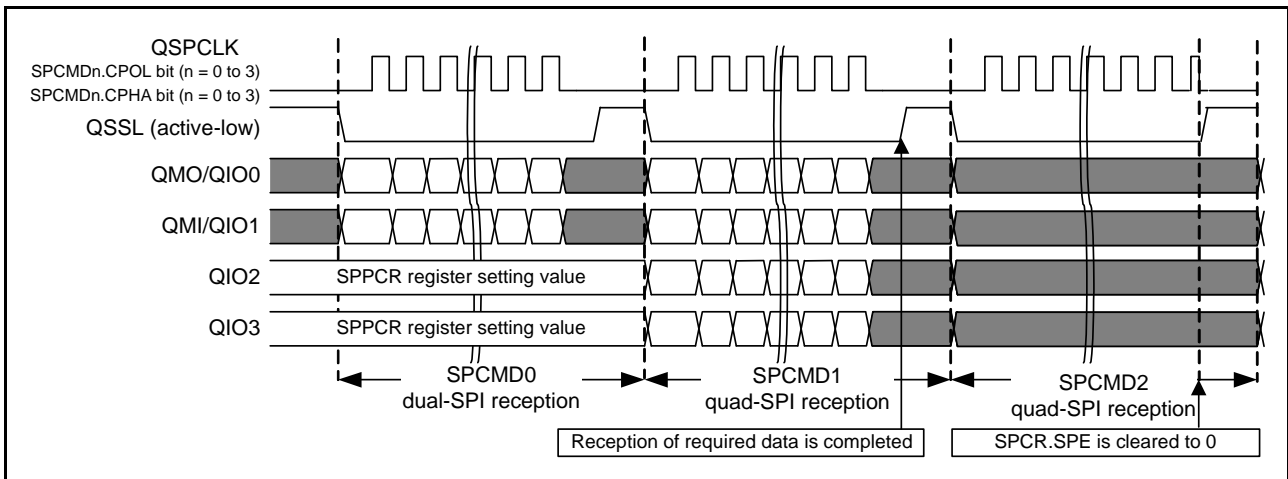 QSPCLK
SPCMDn.CPOL bit (n = 0 to 3)
SPCMDn.CPHA bit (n = 0 to 3)
QSSL (active-low)
QMO/QIO0
QMI/QIO1
QIO2
SPPCR register setting value
QIO3
SPPCR register setting value
SPCMD0
dual-SPI reception
SPCMD1
quad-SPI reception
SPCMD2
quad-SPI reception
Reception of required data is completed
SPCR.SPE is cleared to 0